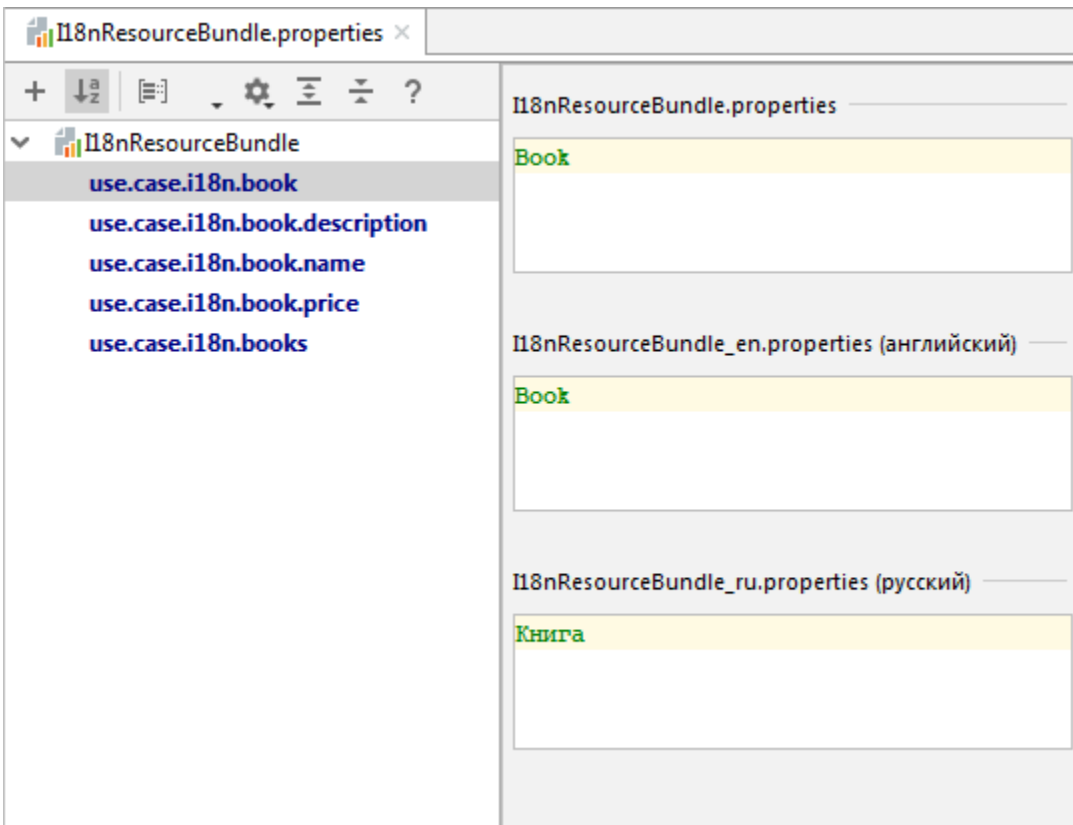 I18nResourceBundle.properties
?
I18nResourceBundle
use.case.i18n.book
use.case.i18n.book.description
use.case.i18n.book.name
use.case.i18n.book.price
use.case.i18n.books
I18nResourceBundle.properties
Book
I18nResourceBundle_en.properties (английский)
Book
I18nResourceBundle_ru.properties (русский)
Книга